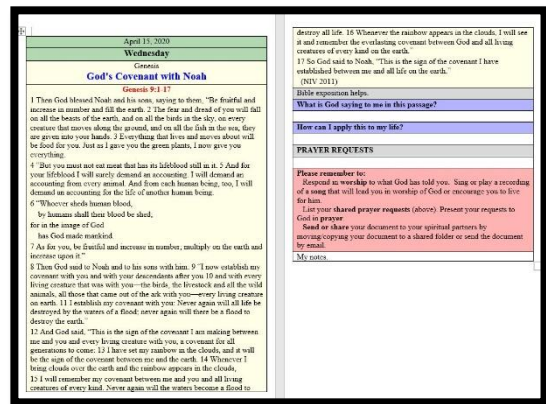 April 15, 2020
Wednesday
Genesis
God's Covenant with Noah
Genesis 9:1-17
1 Then God blessed Noah and his sons, saying to them, "Be fruitful and
increase in number and fill the earth. 2 The fear and dread of you will fall
on all the beasts of the earth, and on all the birds in the sky, on every
creature that moves along the ground, and on all the fish in the sea; they
are given into your hands. 3 Everything that lives and moves about will
be food for you. Just as I gave you the green plants, I now give you
everything.
4 "But you must not eat meat that has its lifeblood still in it. 5 And for
your lifeblood I will surely demand an accounting. I will demand an
accounting from every animal. And from each human being, too, I will
demand an accounting for the life of another human being.
6 "Whoever sheds human blood,
by humans shall their blood be shed;
for in the image of God
has God made mankind.
7 As for you, be fruitful and increase in number; multiply on the earth and
increase upon it."
8 Then God said to Noah and to his sons with him: 9 "I now establish my
covenant with you and with your descendants after you 10 and with every
living creature that was with you—the birds, the livestock and all the wild
animals, all those that came out of the ark with you—every living creature
on earth. 11 I establish my covenant with you: Never again will all life be
destroyed by the waters of a flood; never again will there be a flood to
destroy the earth."
12 And God said, "This is the sign of the covenant I am making between
me and you and every living creature with you, a covenant for all
generations to come: 13 I have set my rainbow in the clouds, and it will
be the sign of the covenant between me and the earth. 14 Whenever I
bring clouds over the earth and the rainbow appears in the clouds,
15 I will remember my covenant between me and you and all living
creatures of every kind. Never again will the waters become a flood to
destroy all life. 16 Whenever the rainbow appears in the clouds, I will see
it and remember the everlasting covenant between God and all living
creatures of every kind on the earth."
17 So God said to Noah, "This is the sign of the covenant I have
established between me and all life on the earth."
(NIV 2011)
Bible exposition helps.
What is God saying to me in this passage?
How can I apply this to my life?
PRAYER REQUESTS
Please remember to:
Respond in worship to what God has told you. Sing or play a recording
of a song that will lead you in worship of God or encourage you to live
for him.
List your shared prayer requests (above). Present your requests to
God in prayer
Send or share your document to your spiritual partners by
moving/copying your document to a shared folder or send the document
by email.
My notes.